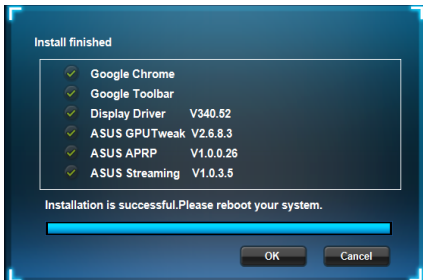 Install finished
Google Chrome
Google Toolbar
Display Driver V340.52
ASUS GPUTweak V2.6.8.3
ASUS APRP V1.0.0.26
ASUS Streaming V1.0.3.5
Installation is successful.Please reboot your system.
OK Cancel